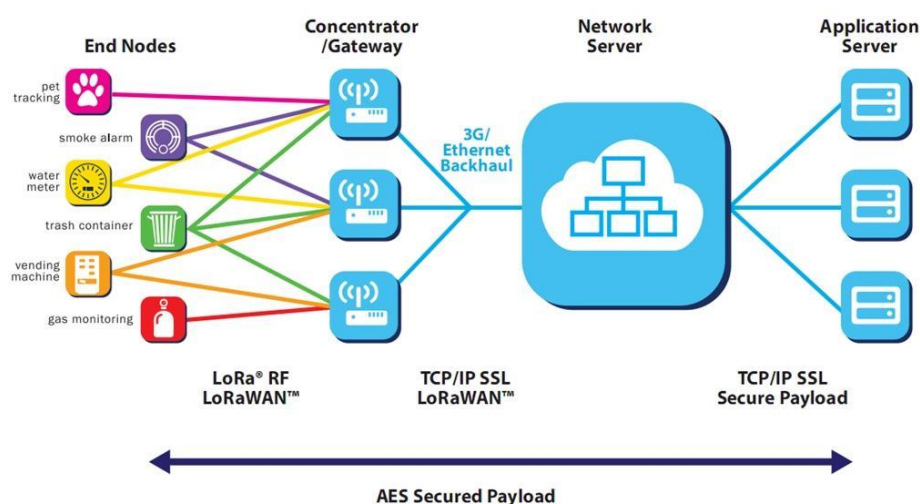 End Nodes
Concentrator
/Gateway
Network
Server
Application
Server
pet
tracking
smoke alarm
water
meter
trash container
vending
machine
gas monitoring
3G/
Ethernet
Backhaul
LoRa® RF
LoRaWAN™
TCP/IP SSL
LoRaWAN™
TCP/IP SSL
Secure Payload
AES Secured Payload